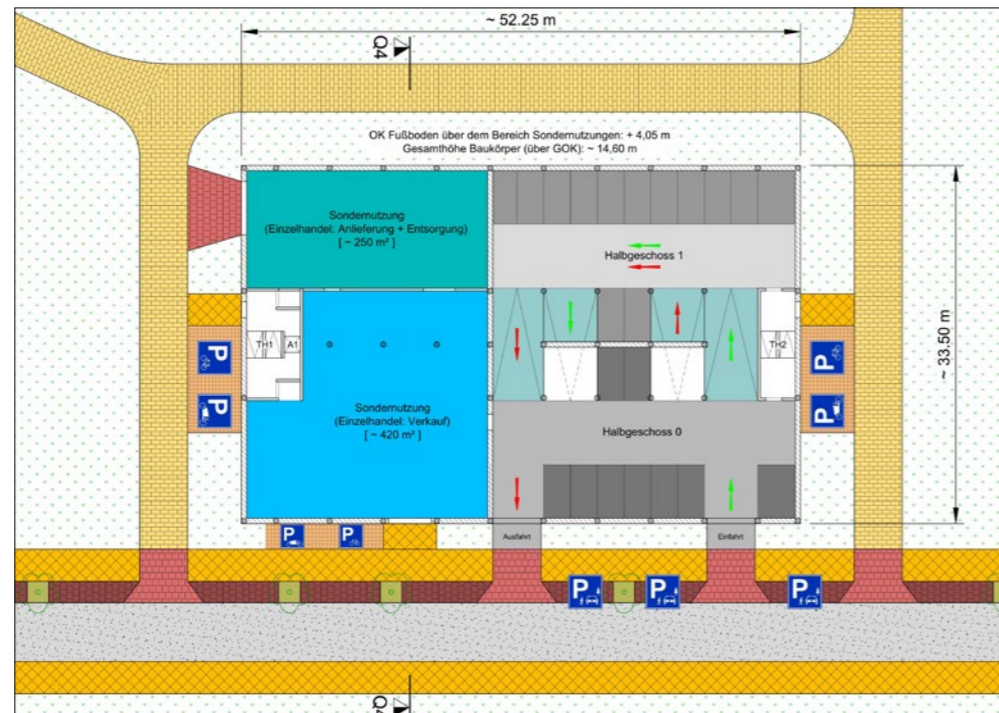 ~ 52.25 m
Q4
OK Fußboden über dem Bereich Sondernutzungen: + 4,05 m
Gesamthöhe Baukörper (über GOK): ~ 14,60 m
Sondernutzung
(Einzelhandel: Anlieferung + Entsorgung)
[ ~ 250 m² ]
Halbgeschoss 1
~ 33.50 m
TH1
A1
TH2
P
P
P
P
Sondernutzung
(Einzelhandel: Verkauf)
[ ~ 420 m² ]
Halbgeschoss 0
P
P
Ausfahrt
Einfahrt
P
P
P
Q4